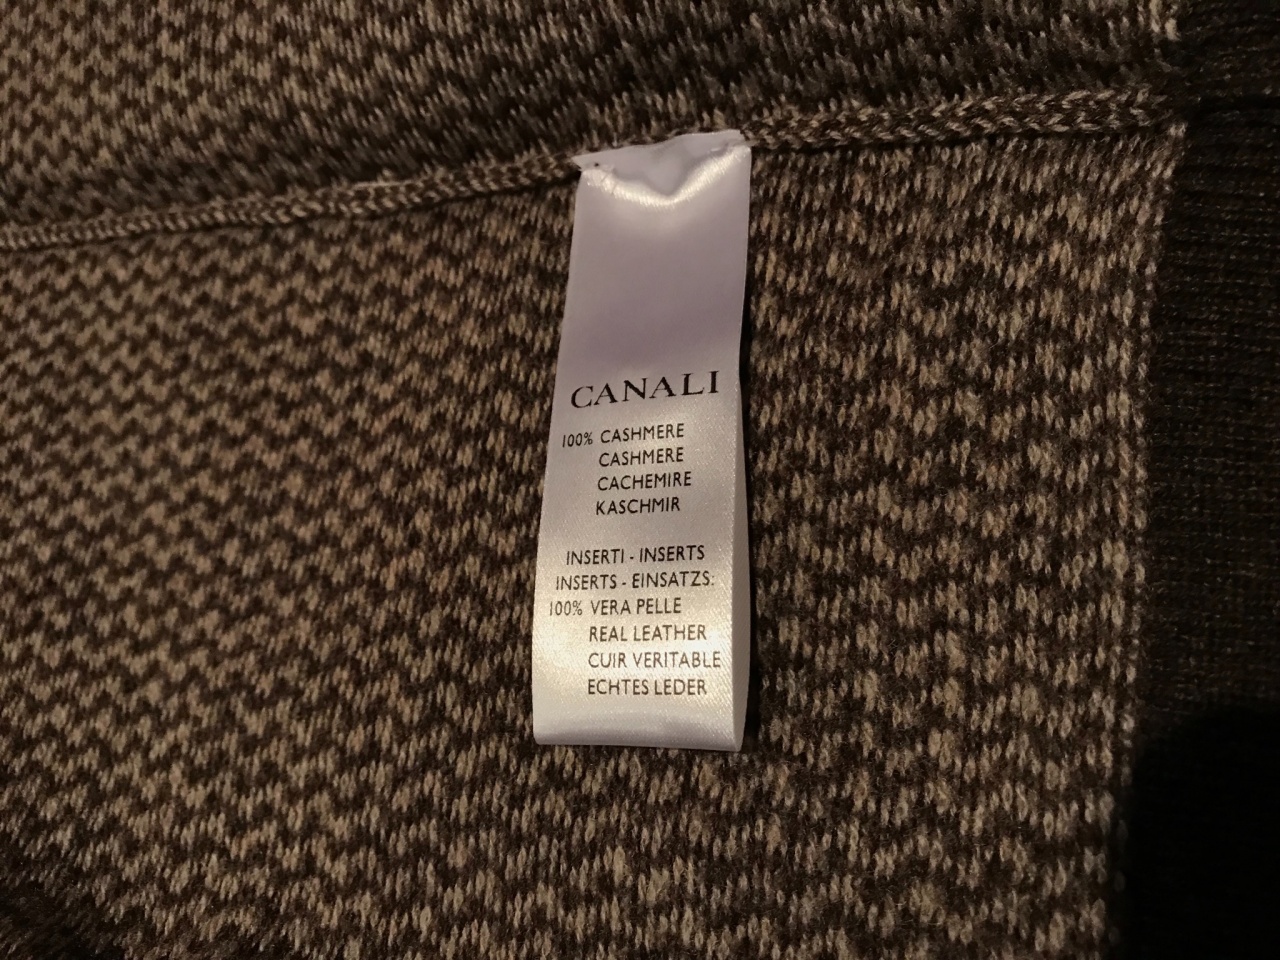 CANALI
100% CASHMERE
CASHMERE
CACHEMIRE
KASCHMIR
INSERTI - INSERTS
INSERTS - EINSATZS:
100% VERA PELLE
REAL LEATHER
CUIR VERITABLE
ECHTES LEDER